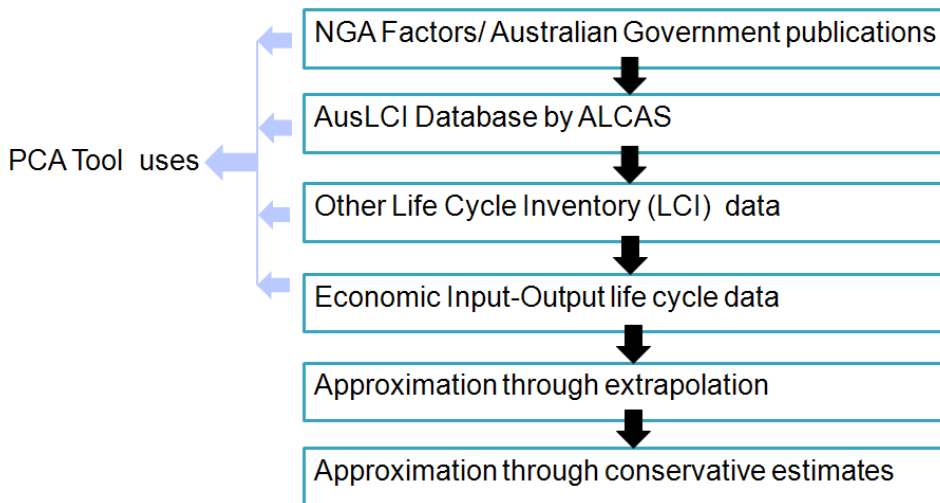 NGA Factors/ Australian Government publications
AusLCI Database by ALCAS
PCA Tool uses
Other Life Cycle Inventory (LCI) data
Economic Input-Output life cycle data
Approximation through extrapolation
Approximation through conservative estimates